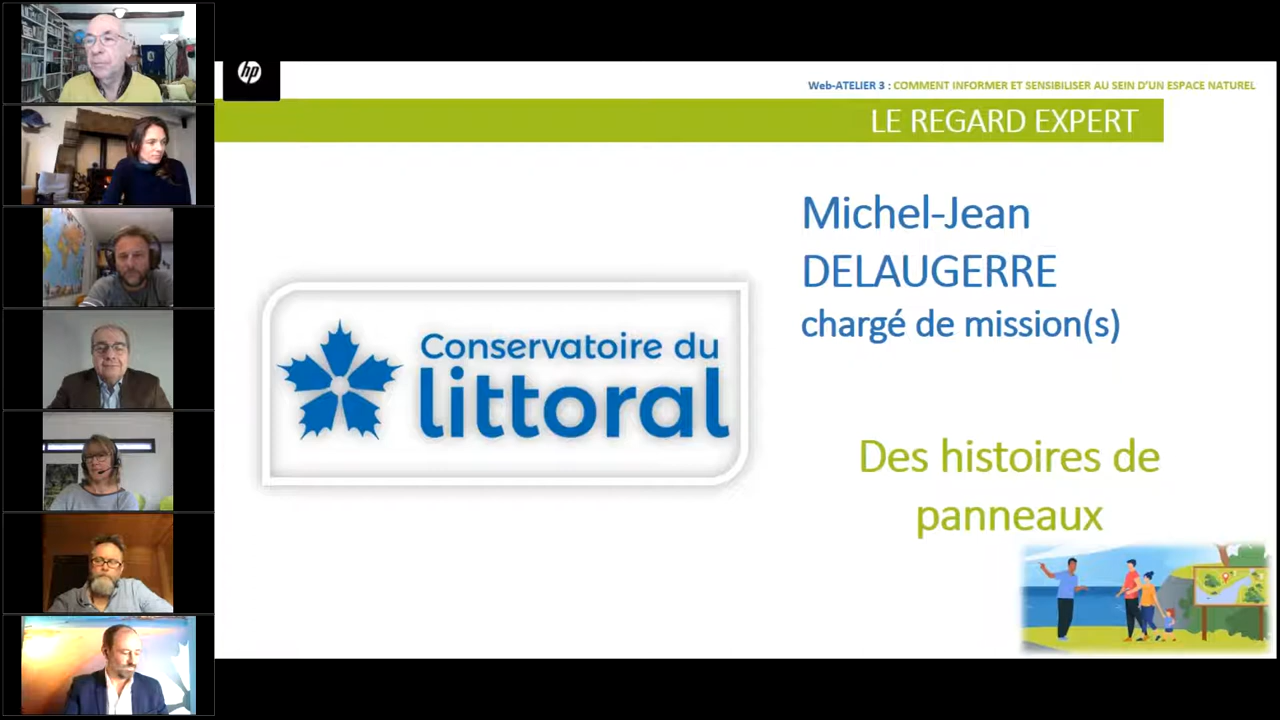 hp
Web-ATELIER 3 : COMMENT INFORMER ET SENSIBILISER AU SEIN D'UN ESPACE NATUREL
LE REGARD EXPERT
Michel-Jean
DELAUGERRE
chargé de mission(s)
Conservatoire du
littoral
Des histoires de
panneaux